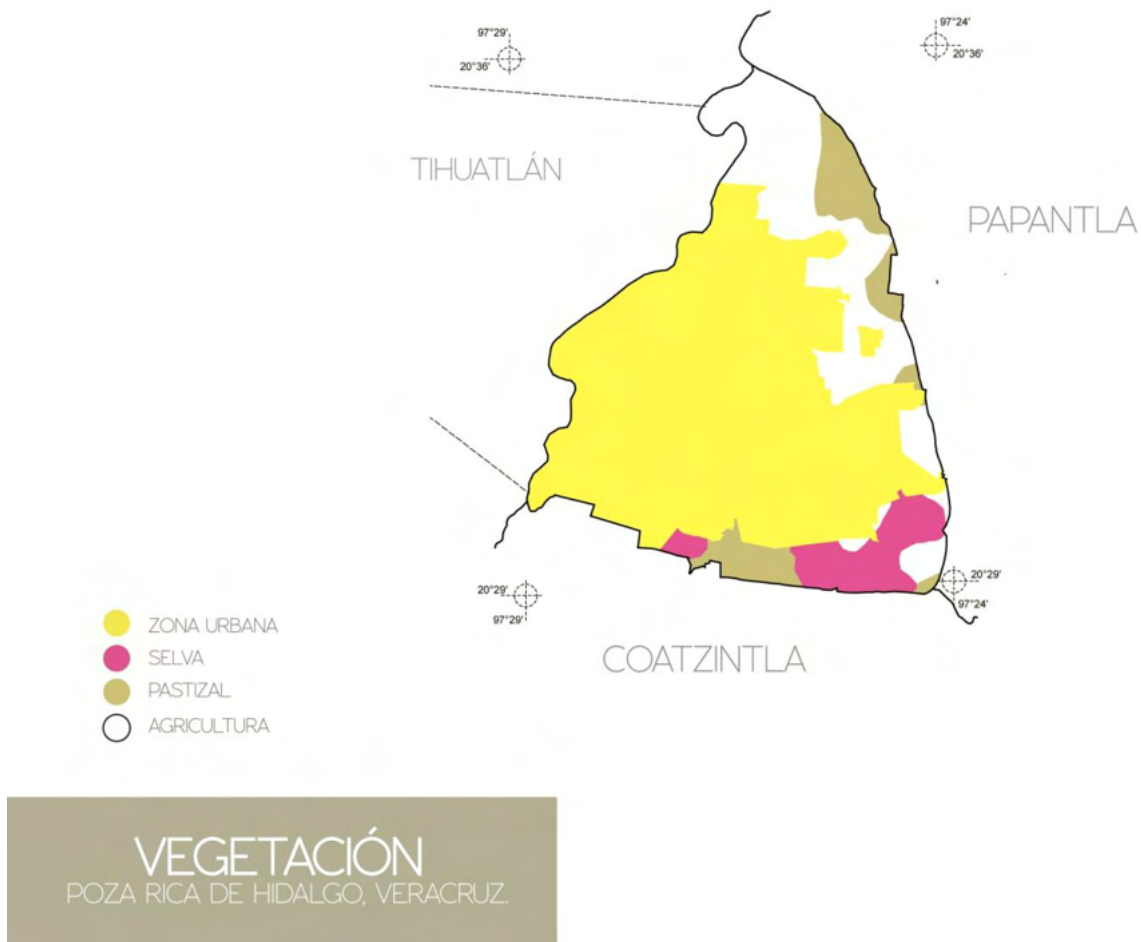 97°29'
20°36'
97°24'
20°36'
TIHUATLÁN
PAPANTLA
20°29'
97°29'
20°29'
97°24'
COATZINTLA
ZONA URBANA
SELVA
PASTIZAL
AGRICULTURA
VEGETACIÓN
POZA RICA DE HIDALGO, VERACRUZ.